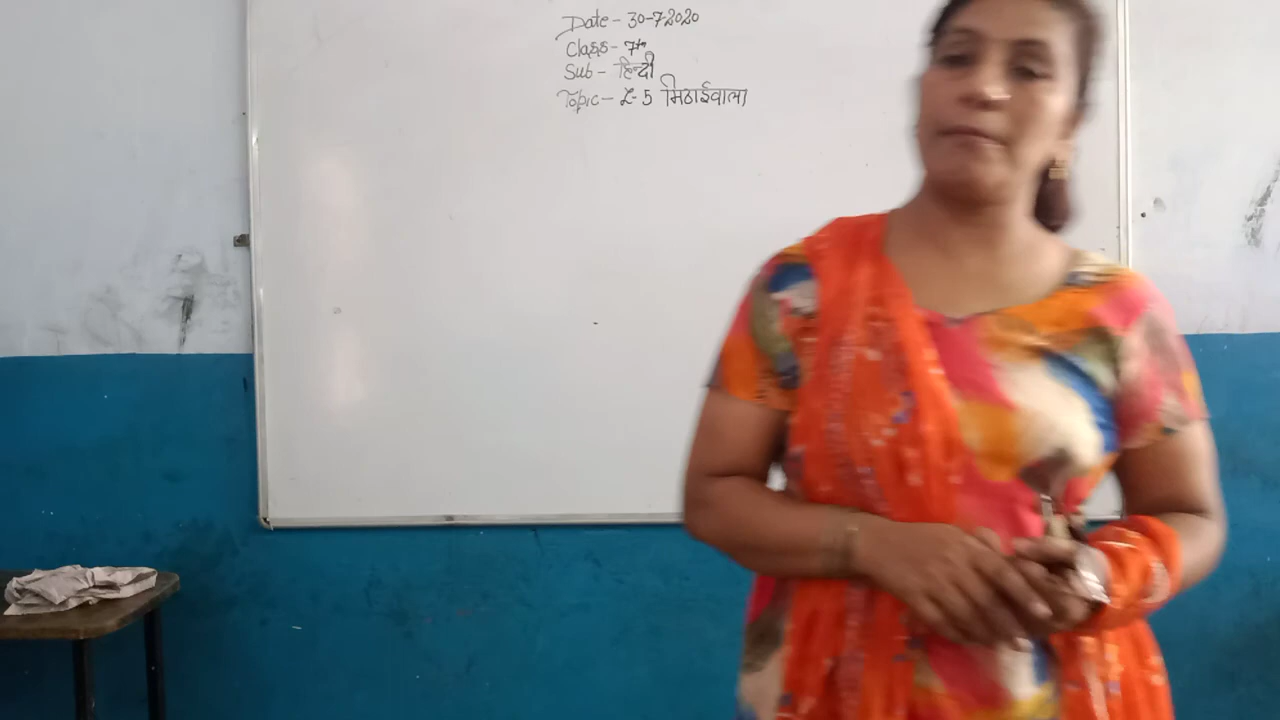 Date - 30-7-2020
Class - 7th
Sub - हिन्दी
Topic - L- 5 मिठाईवाला